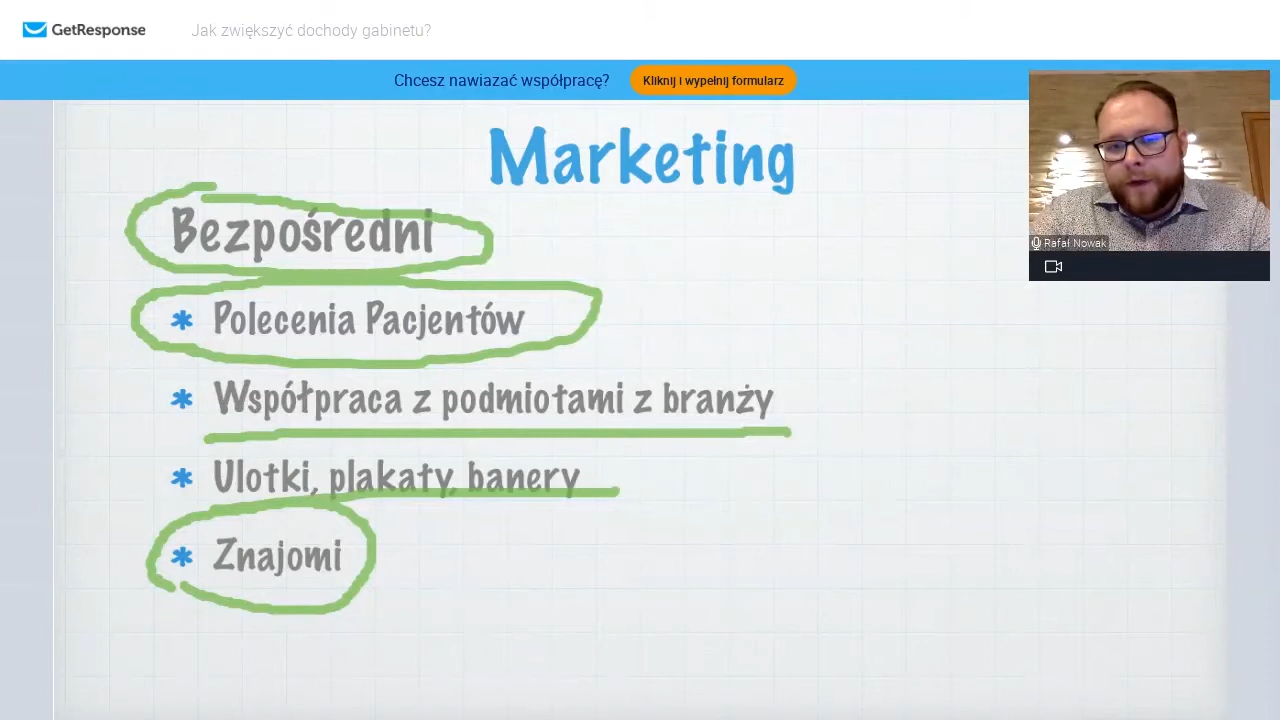 GetResponse
Jak zwiększyć dochody gabinetu?
Chcesz nawiazać współpracę?
Kliknij i wypełnij formularz
Marketing
Bezpośredni
Polecenia Pacjentów
Współpraca z podmiotami z branży
Ulotki, plakaty, banery
Znajomi
Rafał Nowak